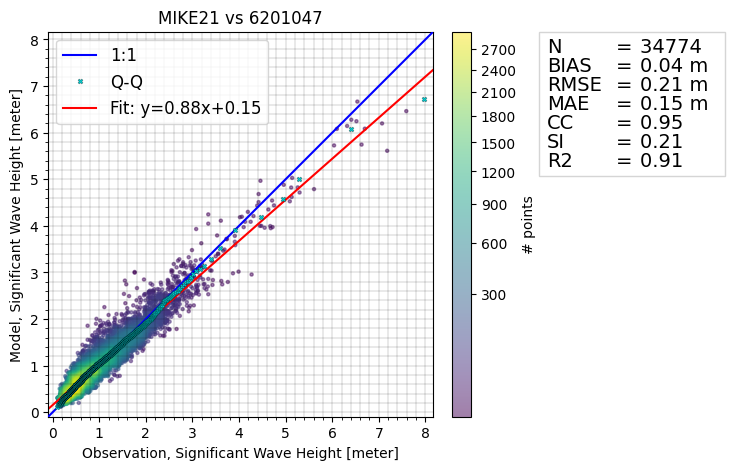 MIKE21 vs 6201047
1:1
Q-Q
Fit: y=0.88x+0.15
8
7
6
5
4
3
2
1
0
Model, Significant Wave Height [meter]
0 1 2 3 4 5 6 7 8
Observation, Significant Wave Height [meter]
2700
2400
2100
1800
1500
1200
900
600
300
# points
N = 34774
BIAS = 0.04 m
RMSE = 0.21 m
MAE = 0.15 m
CC = 0.95
SI = 0.21
R2 = 0.91